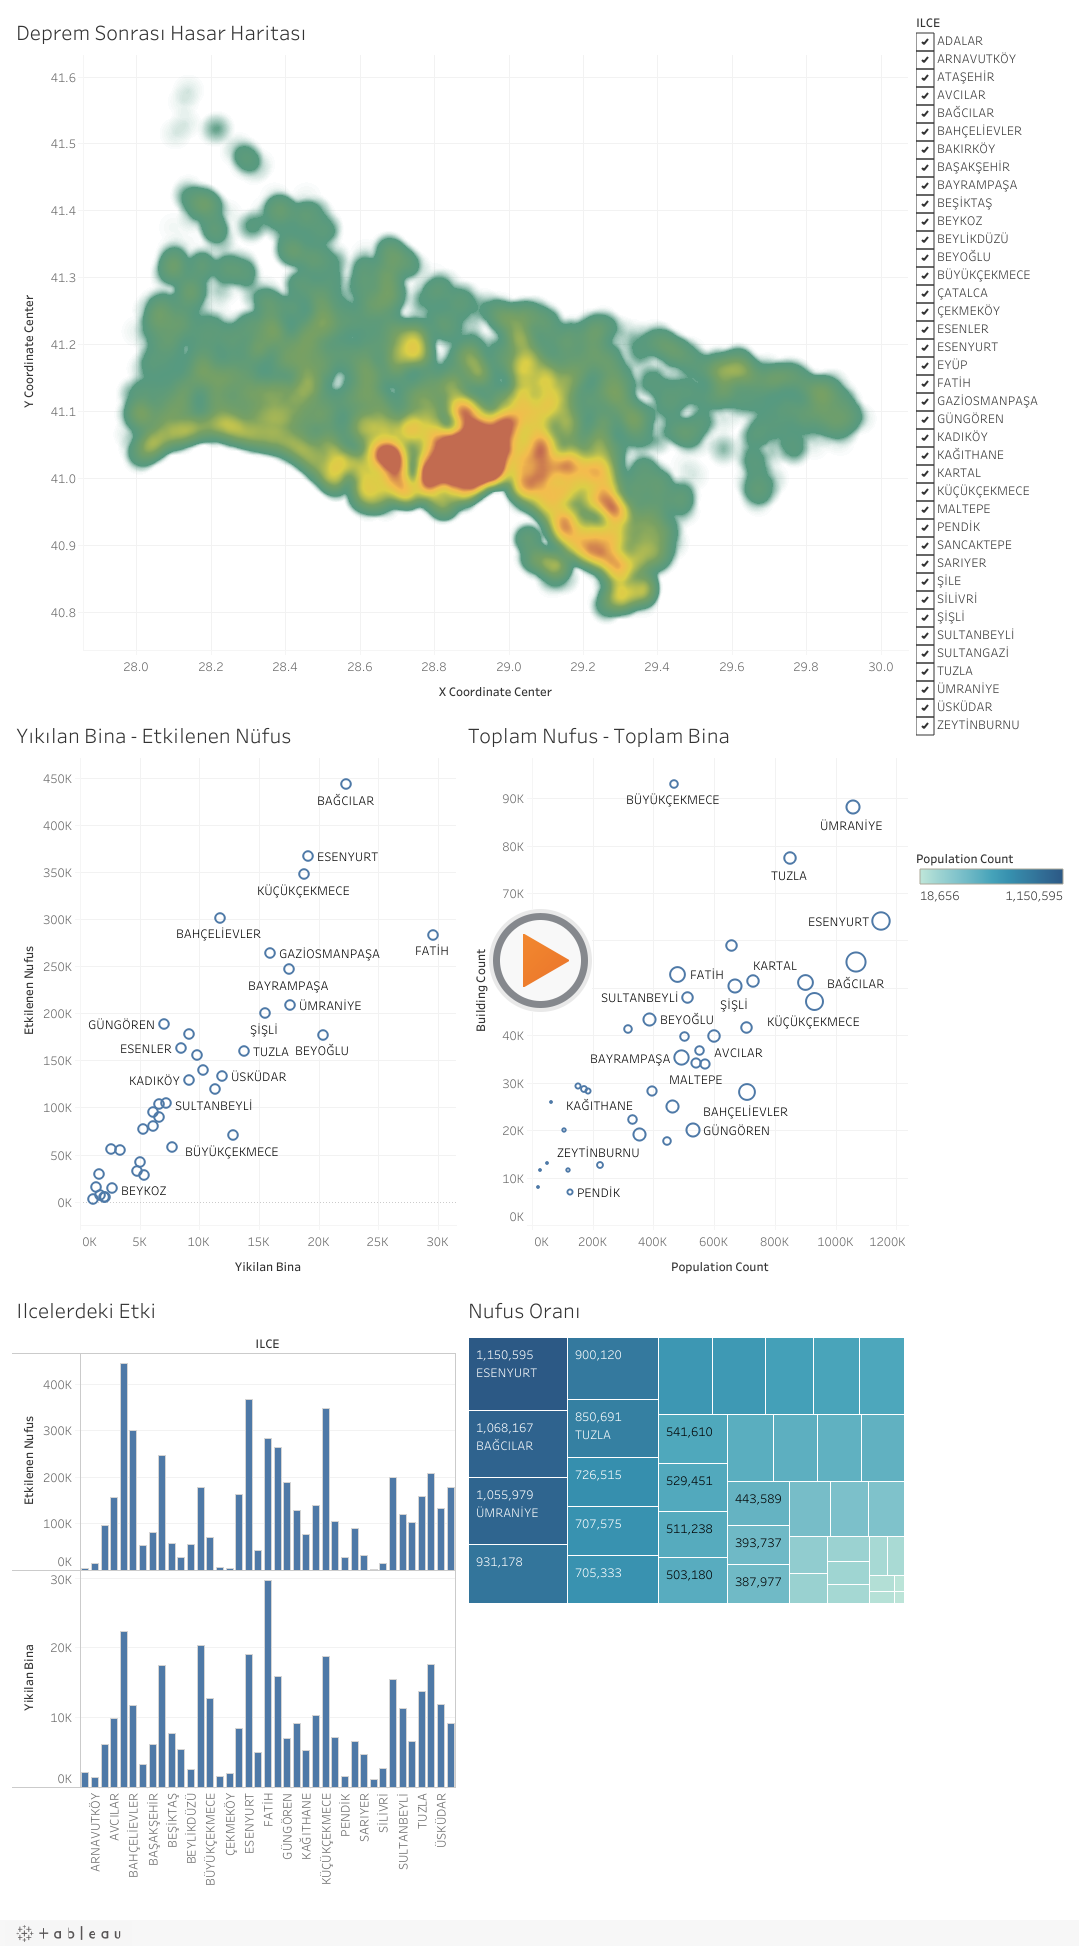 Deprem Sonrası Hasar Haritası
41.6
41.5
41.4
41.3
41.2
41.1
41.0
40.9
40.8
Y Coordinate Center
28.0 28.2 28.4 28.6 28.8 29.0 29.2 29.4 29.6 29.8 30.0
X Coordinate Center
ILCE
ADALAR
ARNAVUTKÖY
ATAŞEHİR
AVCILAR
BAĞCILAR
BAHÇELİEVLER
BAKIRKÖY
BAŞAKŞEHİR
BAYRAMPAŞA
BEŞİKTAŞ
BEYKOZ
BEYLİKDÜZÜ
BEYOĞLU
BÜYÜKÇEKMECE
ÇATALCA
ÇEKMEKÖY
ESENLER
ESENYURT
EYÜP
FATİH
GAZİOSMANPAŞA
GÜNGÖREN
KADIKÖY
KAĞITHANE
KARTAL
KÜÇÜKÇEKMECE
MALTEPE
PENDİK
SANCAKTEPE
SARIYER
ŞİLE
SİLİVRİ
ŞİŞLİ
SULTANBEYLİ
SULTANGAZİ
TUZLA
ÜMRANİYE
ÜSKÜDAR
ZEYTİNBURNU
Yıkılan Bina - Etkilenen Nüfus
450K
400K
350K
300K
250K
200K
150K
100K
50K
0K
Etkilenen Nufus
BAĞCILAR
ESENYURT
KÜÇÜKÇEKMECE
BAHÇELİEVLER
FATİH
GAZİOSMANPAŞA
BAYRAMPAŞA
ÜMRANİYE
GÜNGÖREN
ŞİŞLİ
ESENLER
TUZLA BEYOĞLU
KADIKÖY
ÜSKÜDAR
SULTANBEYLİ
BÜYÜKÇEKMECE
BEYKOZ
0K 5K 10K 15K 20K 25K 30K
Yikilan Bina
Toplam Nufus - Toplam Bina
90K
80K
70K
40K
30K
20K
10K
0K
Building Count
BÜYÜKÇEKMECE
ÜMRANİYE
TUZLA
ESENYURT
KARTAL
FATİH
BAĞCILAR
SULTANBEYLİ
ŞİŞLİ
BEYOĞLU
KÜÇÜKÇEKMECE
BAYRAMPAŞA
AVCILAR
MALTEPE
KAĞITHANE
BAHÇELİEVLER
GÜNGÖREN
ZEYTİNBURNU
PENDİK
0K 200K 400K 600K 800K 1000K 1200K
Population Count
Population Count
18,656 1,150,595
Ilcelerdeki Etki
ILCE
400K
300K
200K
100K
0K
Etkilenen Nufus
30K
20K
10K
0K
Yikilan Bina
ARNAVUTKÖY
AVCILAR
BAHÇELİEVLER
BAŞAKŞEHİR
BEŞİKTAŞ
BEYLİKDÜZÜ
BÜYÜKÇEKMECE
ÇEKMEKÖY
ESENYURT
FATİH
GÜNGÖREN
KAĞITHANE
KÜÇÜKÇEKMECE
PENDİK
SARIYER
SİLİVRİ
SULTANBEYLİ
TUZLA
ÜSKÜDAR
Nufus Oranı
1,150,595
ESENYURT
1,068,167
BAĞCILAR
1,055,979
ÜMRANİYE
931,178
900,120
850,691
TUZLA
726,515
707,575
705,333
541,610
529,451
511,238
503,180
443,589
393,737
387,977
+ableau